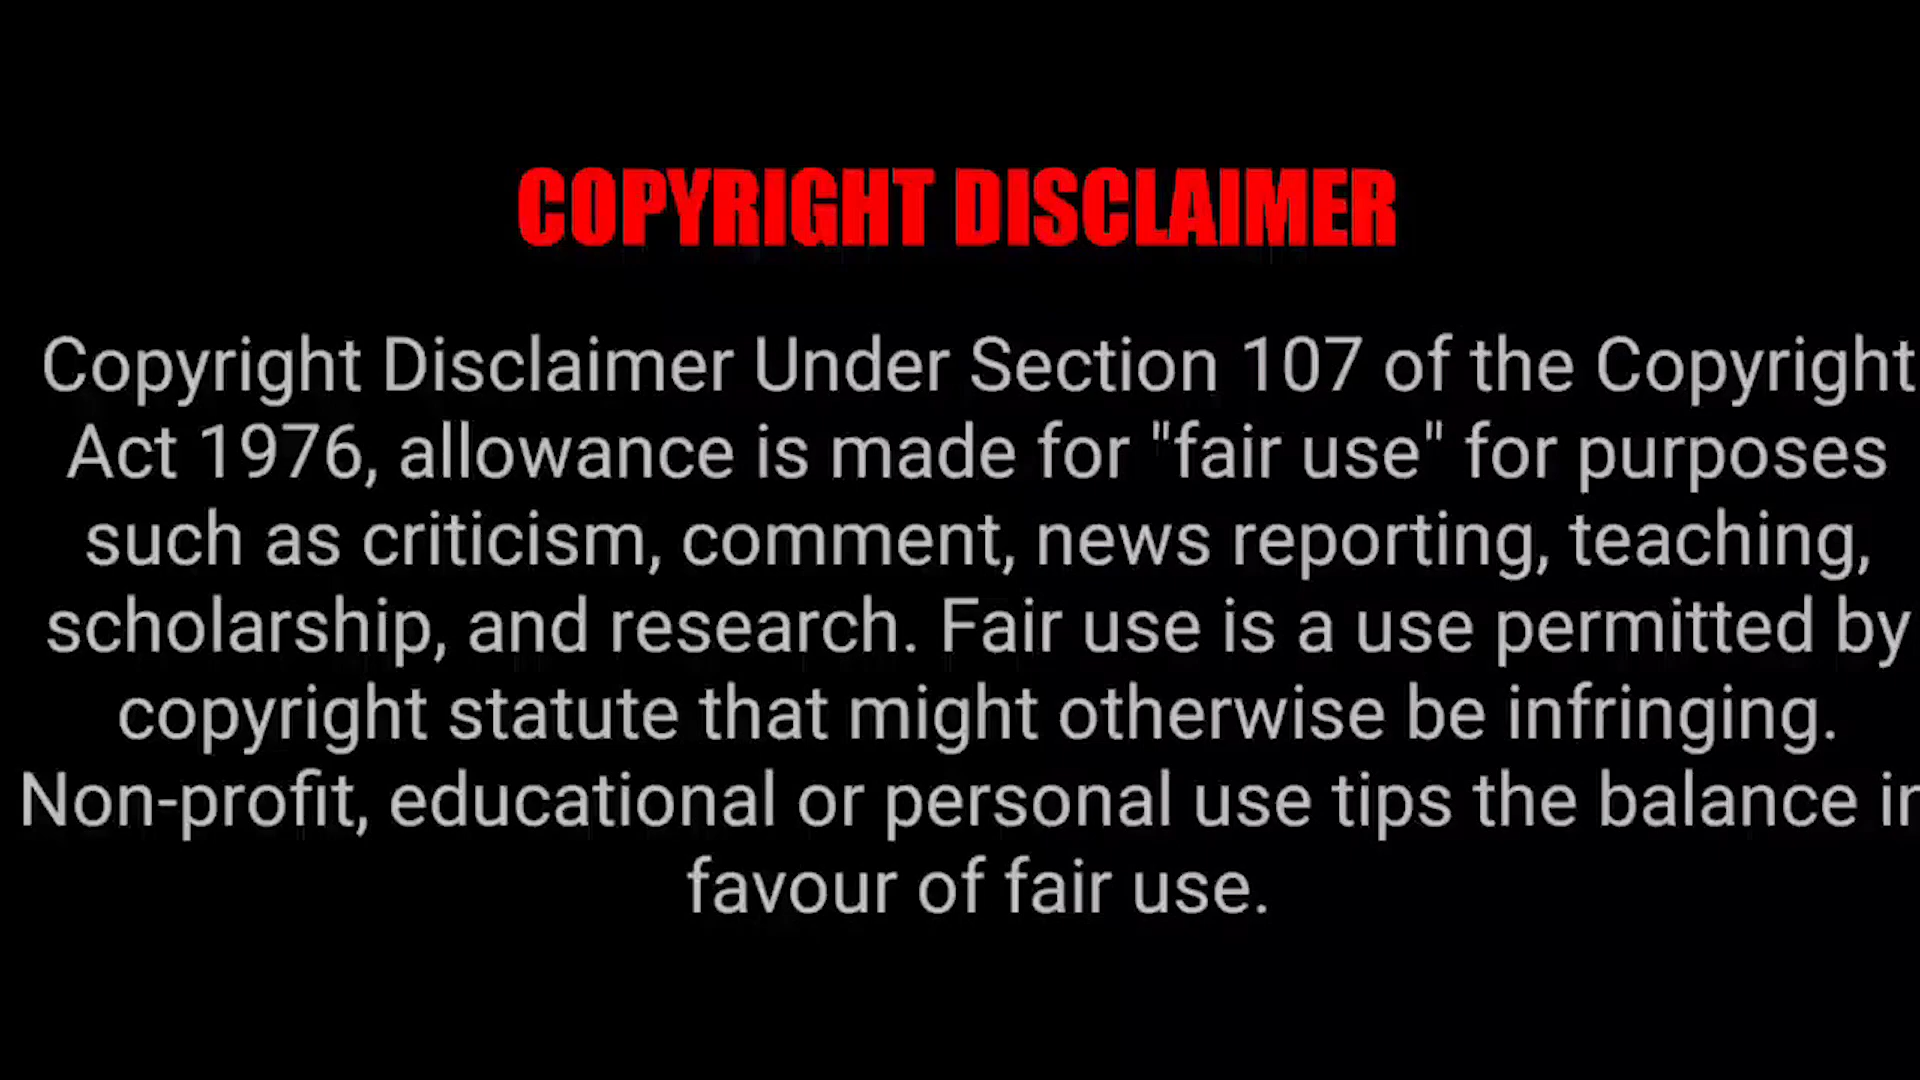 COPYRIGHT DISCLAIMER
Copyright Disclaimer Under Section 107 of the Copyright
Act 1976, allowance is made for "fair use" for purposes
such as criticism, comment, news reporting, teaching,
scholarship, and research. Fair use is a use permitted by
copyright statute that might otherwise be infringing.
Non-profit, educational or personal use tips the balance in
favour of fair use.